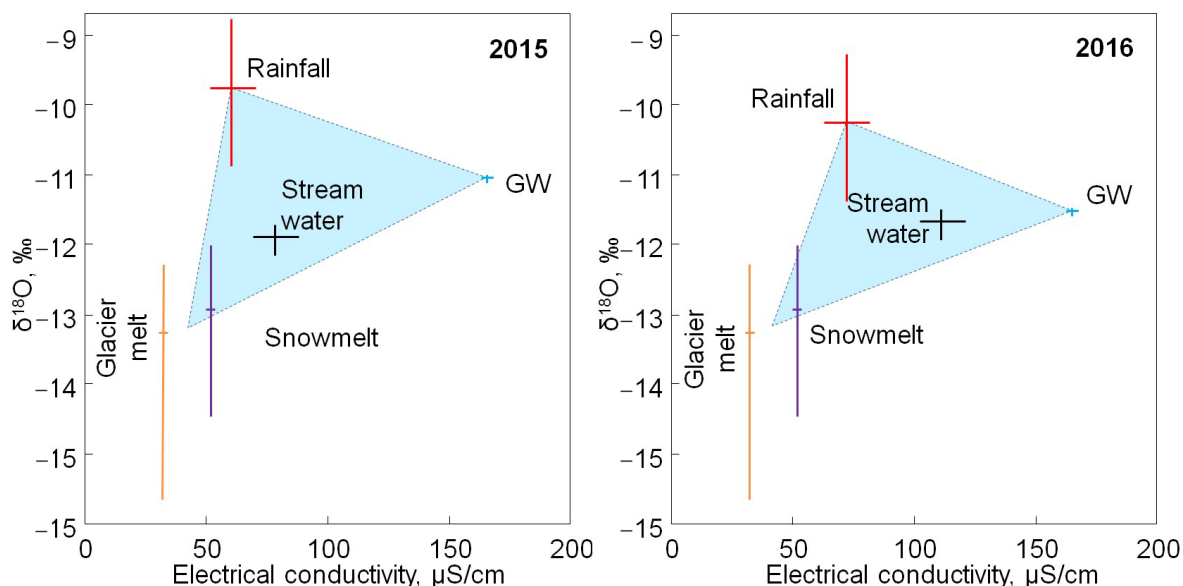 2015
−9
−10
−11
−12
−13
−14
−15
δ¹⁸O, ‰
Rainfall
GW
Stream
water
Glacier
melt
Snowmelt
0
50
100
150
200
Electrical conductivity, µS/cm
2016
−9
−10
−11
−12
−13
−14
−15
δ¹⁸O, ‰
Rainfall
GW
Stream
water
Glacier
melt
Snowmelt
0
50
100
150
200
Electrical conductivity, µS/cm